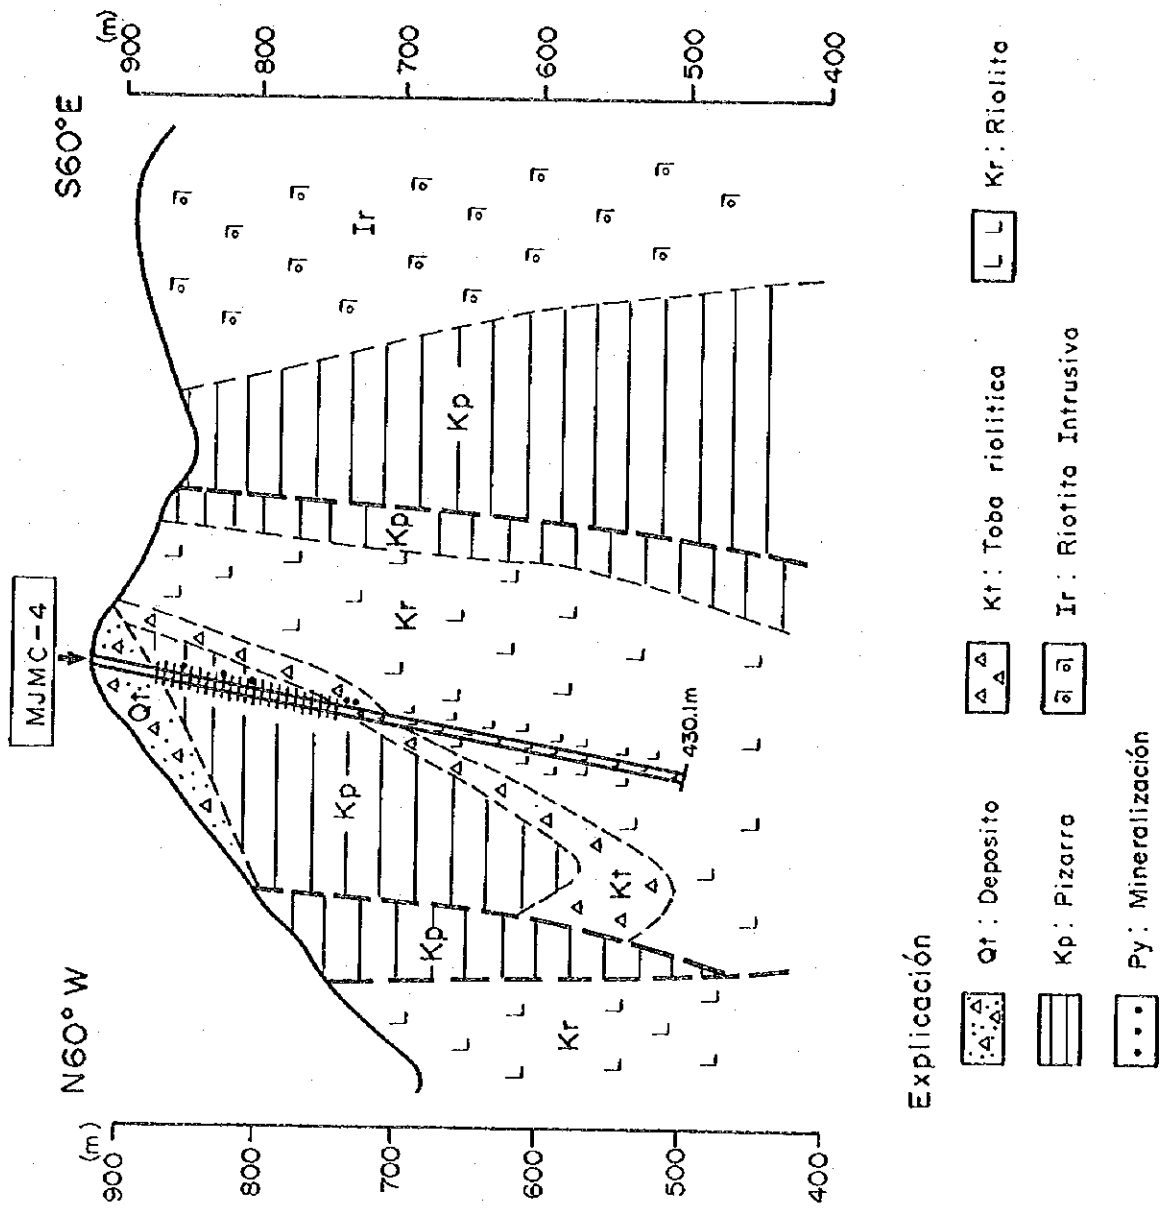 MJMC-4
N60° W
S60°E
(m)
900
800
700
600
500
400
(m)
900
800
700
600
500
400
Qt
Kp
Kp
Kt
Kr
Kr
Kp
Kp
Ir
430.1m
Explicación
Qt : Deposito
Kt : Toba riolitica
Kr : Riolita
Kp : Pizarra
Ir : Riotita Intrusiva
Py : Mineralización